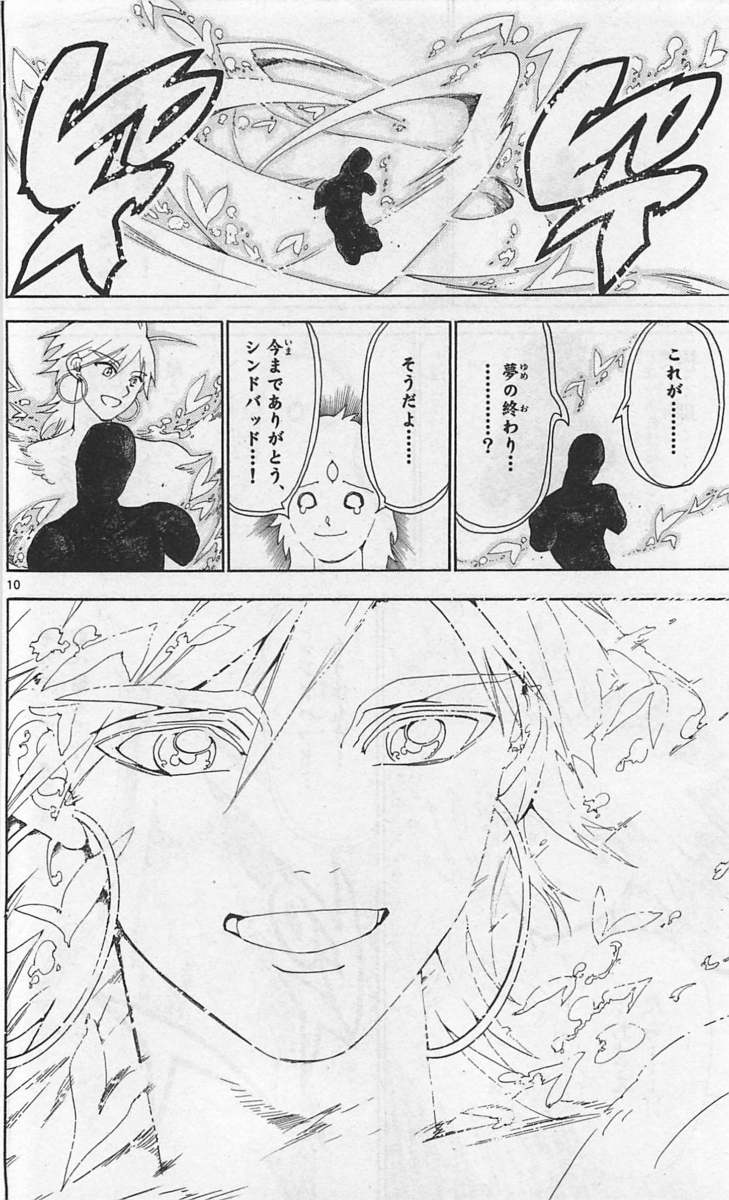 これが…………
夢の終わり…
…………?
そうだよ……
今までありがとう、
シンドバッド…!
10